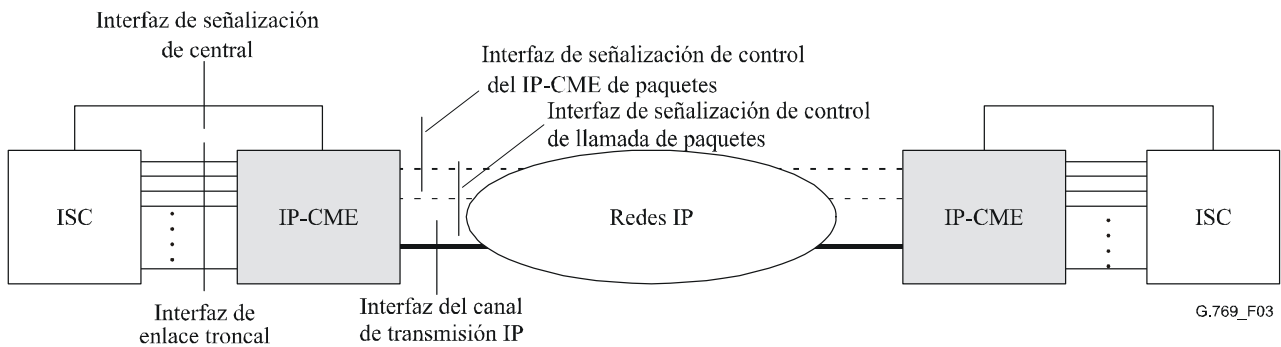 Interfaz de señalización
de central
Interfaz de señalización de control
del IP-CME de paquetes
Interfaz de señalización de control
de llamada de paquetes
ISC
IP-CME
Redes IP
IP-CME
ISC
Interfaz de
enlace troncal
Interfaz del canal
de transmisión IP
G.769_F03